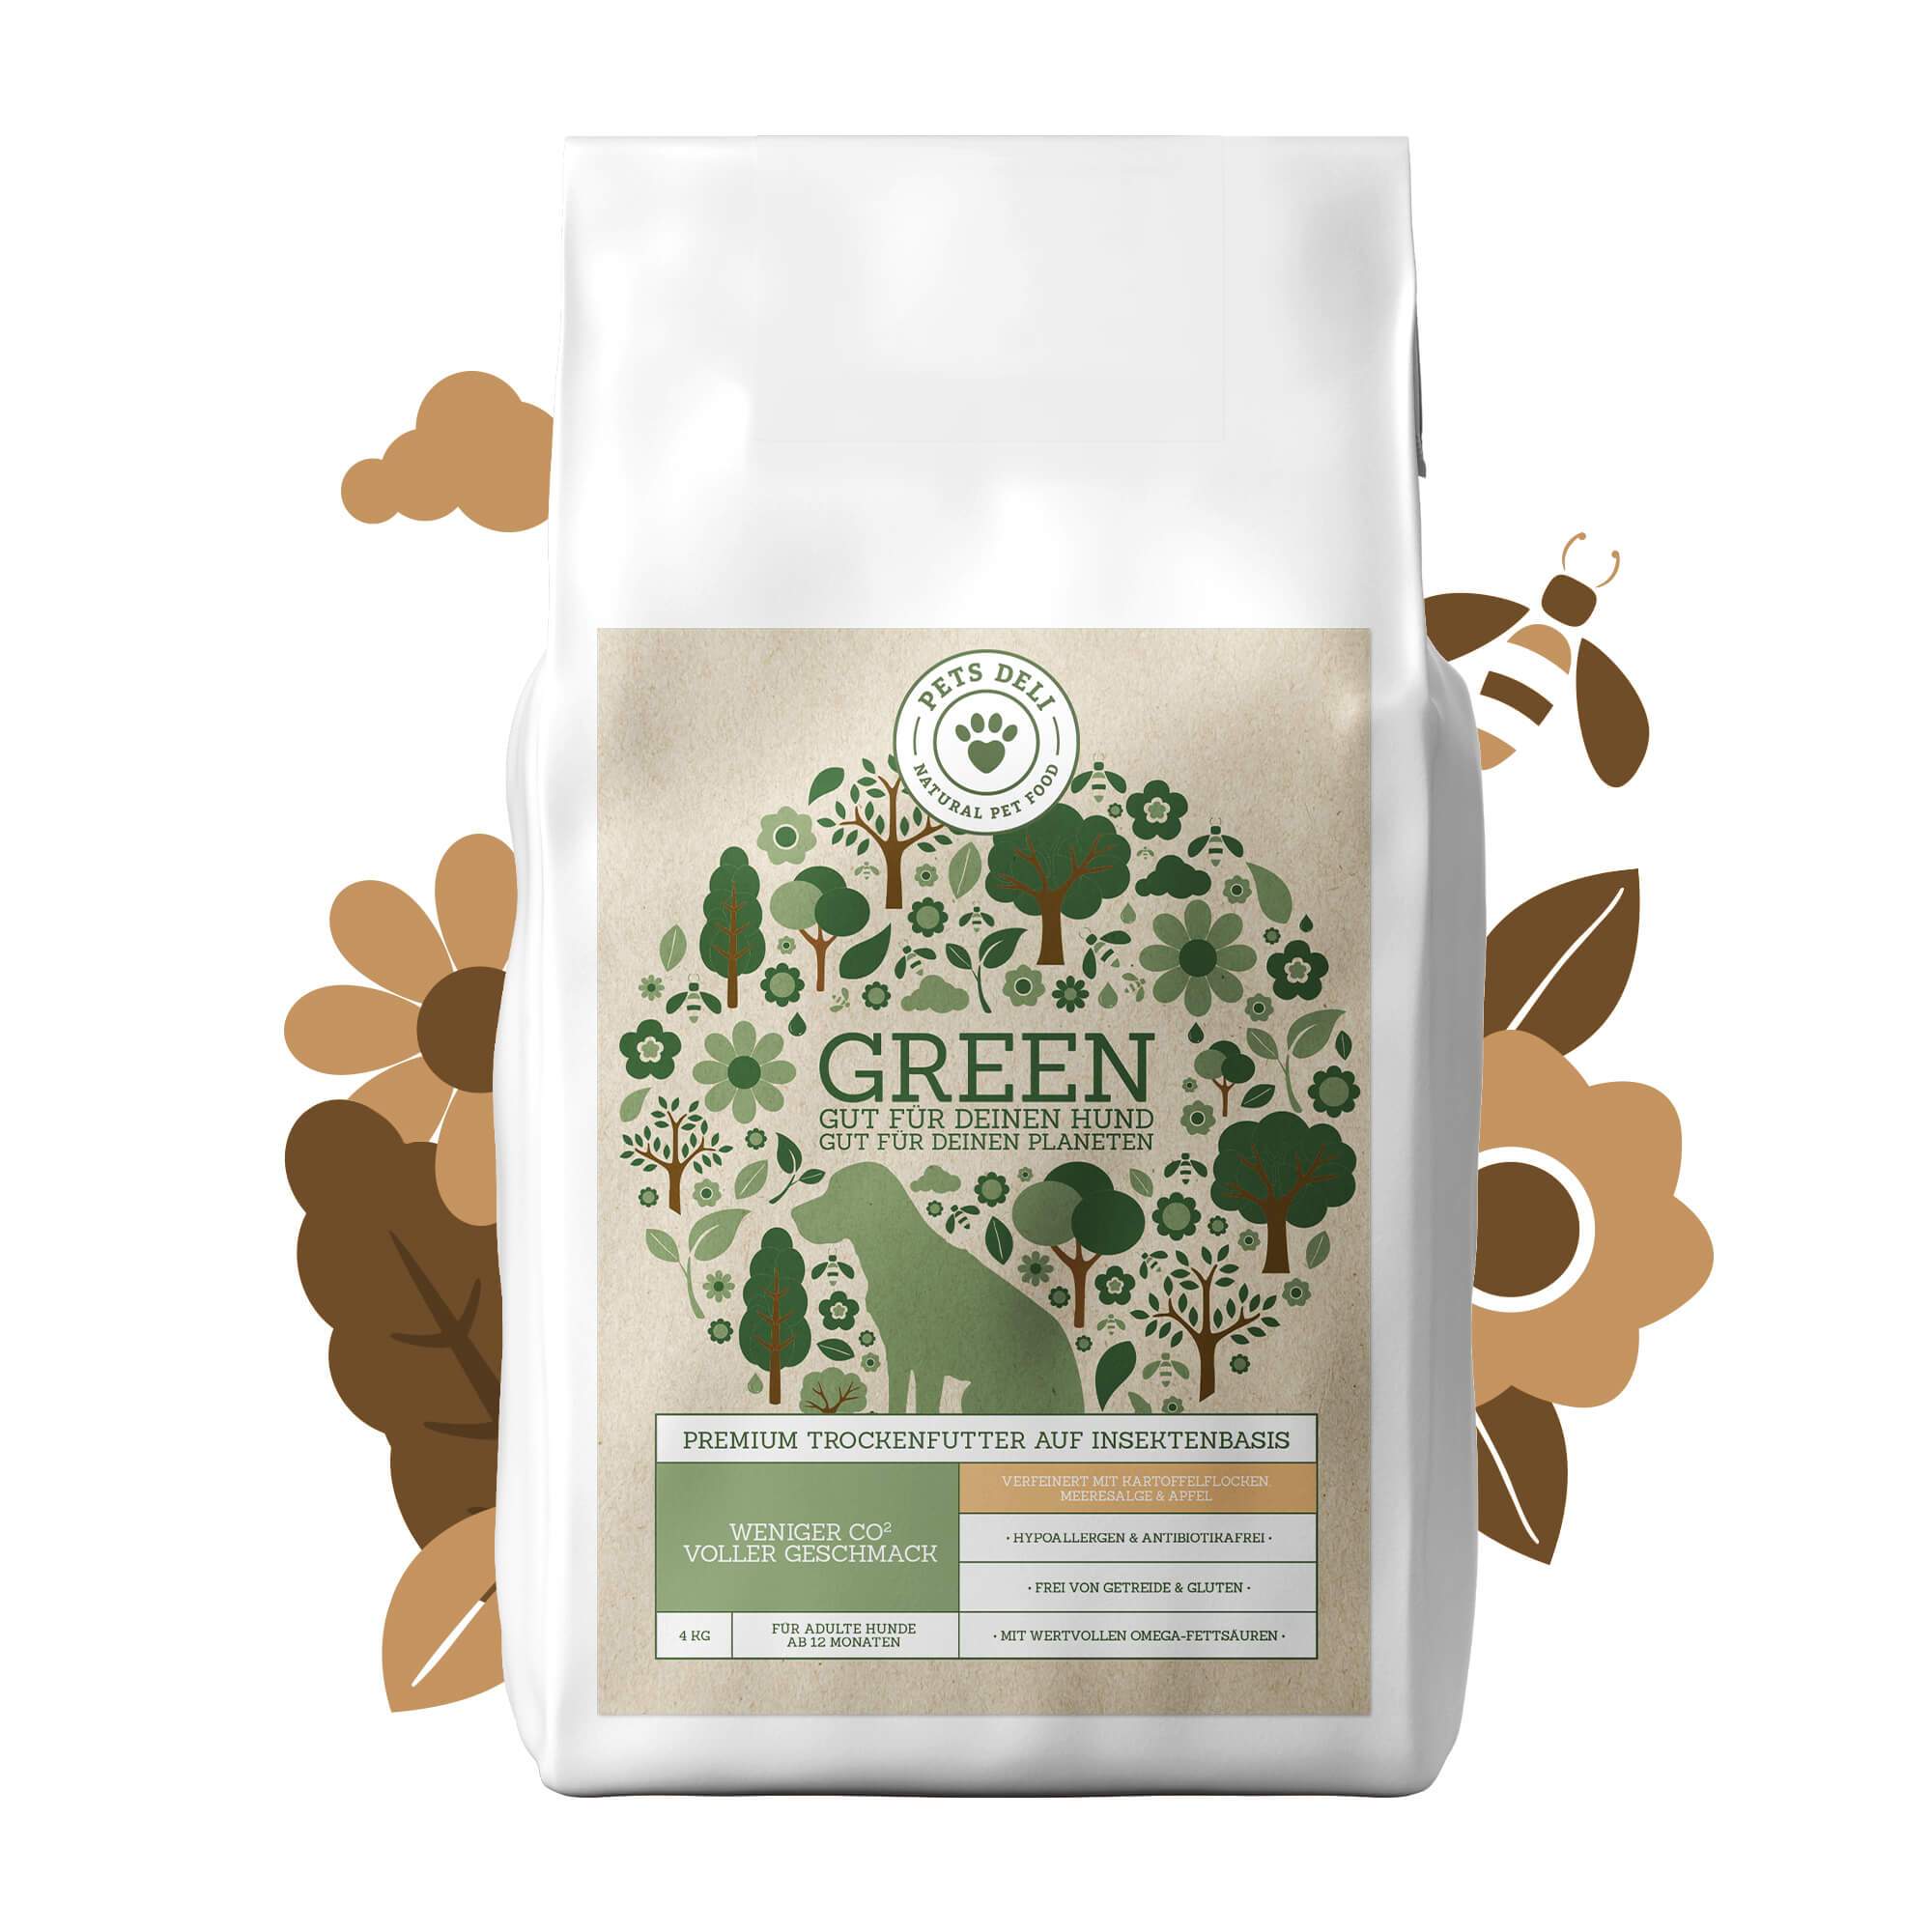 PETS DELI
NATURAL PET FOOD
GREEN
GUT FÜR DEINEN HUND
GUT FÜR DEINEN PLANETEN
PREMIUM TROCKENFUTTER AUF INSEKTENBASIS
WENIGER CO²
VOLLER GESCHMACK
VERFEINERT MIT KARTOFFELFLOCKEN,
MEERESALGE & APFEL
· HYPOALLERGEN & ANTIBIOTIKAFREI ·
· FREI VON GETREIDE & GLUTEN ·
4 KG
FÜR ADULTE HUNDE
AB 12 MONATEN
· MIT WERTVOLLEN OMEGA-FETTSÄUREN ·